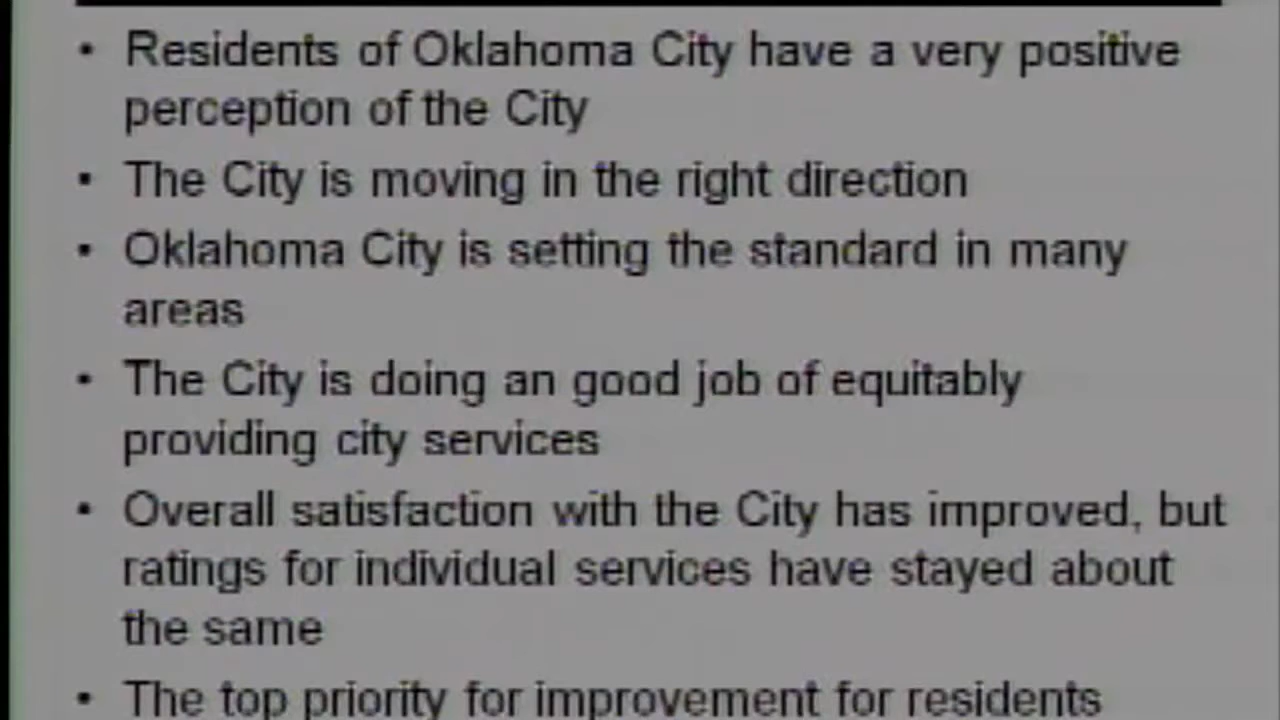 • Residents of Oklahoma City have a very positive
perception of the City
• The City is moving in the right direction
• Oklahoma City is setting the standard in many
areas
• The City is doing an good job of equitably
providing city services
• Overall satisfaction with the City has improved, but
ratings for individual services have stayed about
the same
• The top priority for improvement for residents